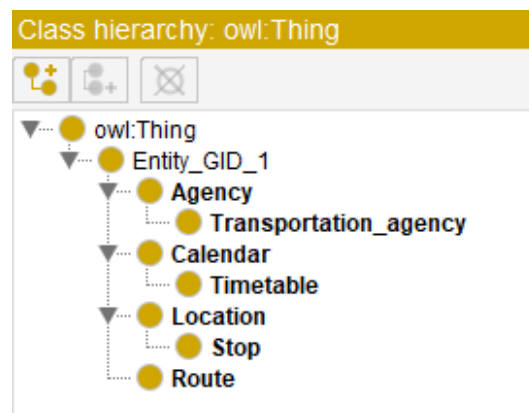 Class hierarchy: owl:Thing
owl:Thing
Entity_GID_1
Agency
Transportation_agency
Calendar
Timetable
Location
Stop
Route